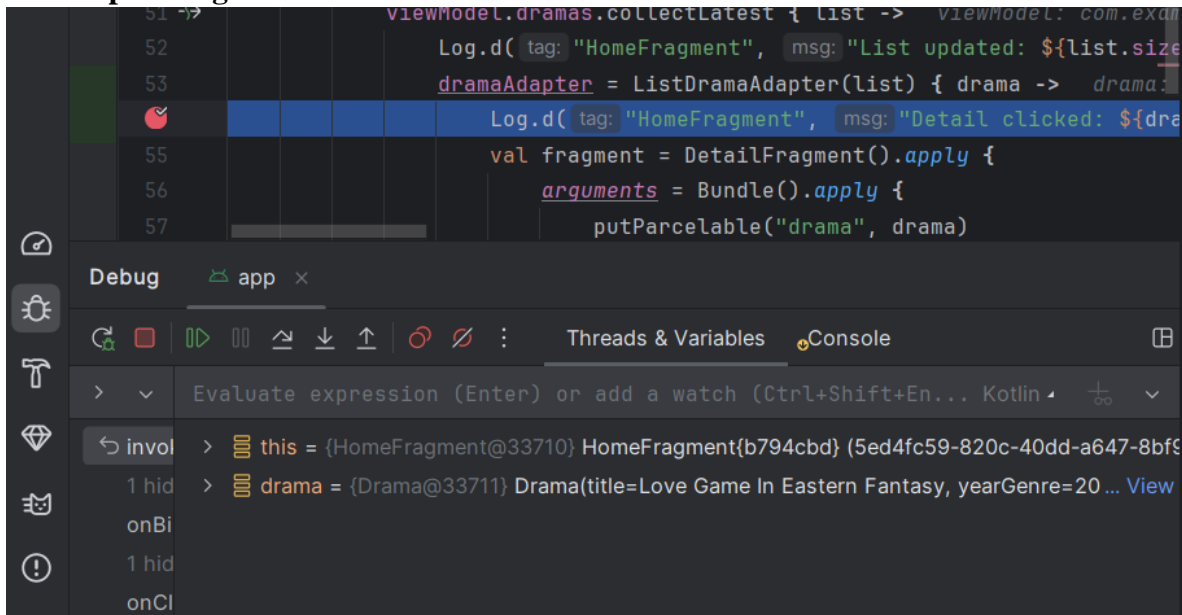 51 viewModel.dramas.collectLatest { list -> viewModel: com.exam
52 Log.d( tag: "HomeFragment", msg: "List updated: ${list.size
53 dramaAdapter = ListDramaAdapter(list) { drama -> drama:
Log.d( tag: "HomeFragment", msg: "Detail clicked: ${dra
55 val fragment = DetailFragment().apply {
56 arguments = Bundle().apply {
57 putParcelable("drama", drama)
Debug app
Threads & Variables Console
Evaluate expression (Enter) or add a watch (Ctrl+Shift+En... Kotlin
invok this = {HomeFragment@33710} HomeFragment{b794cbd} (5ed4fc59-820c-40dd-a647-8bf9
1 hid drama = {Drama@33711} Drama(title=Love Game In Eastern Fantasy, yearGenre=20 ... View
onBi
1 hid
onCl